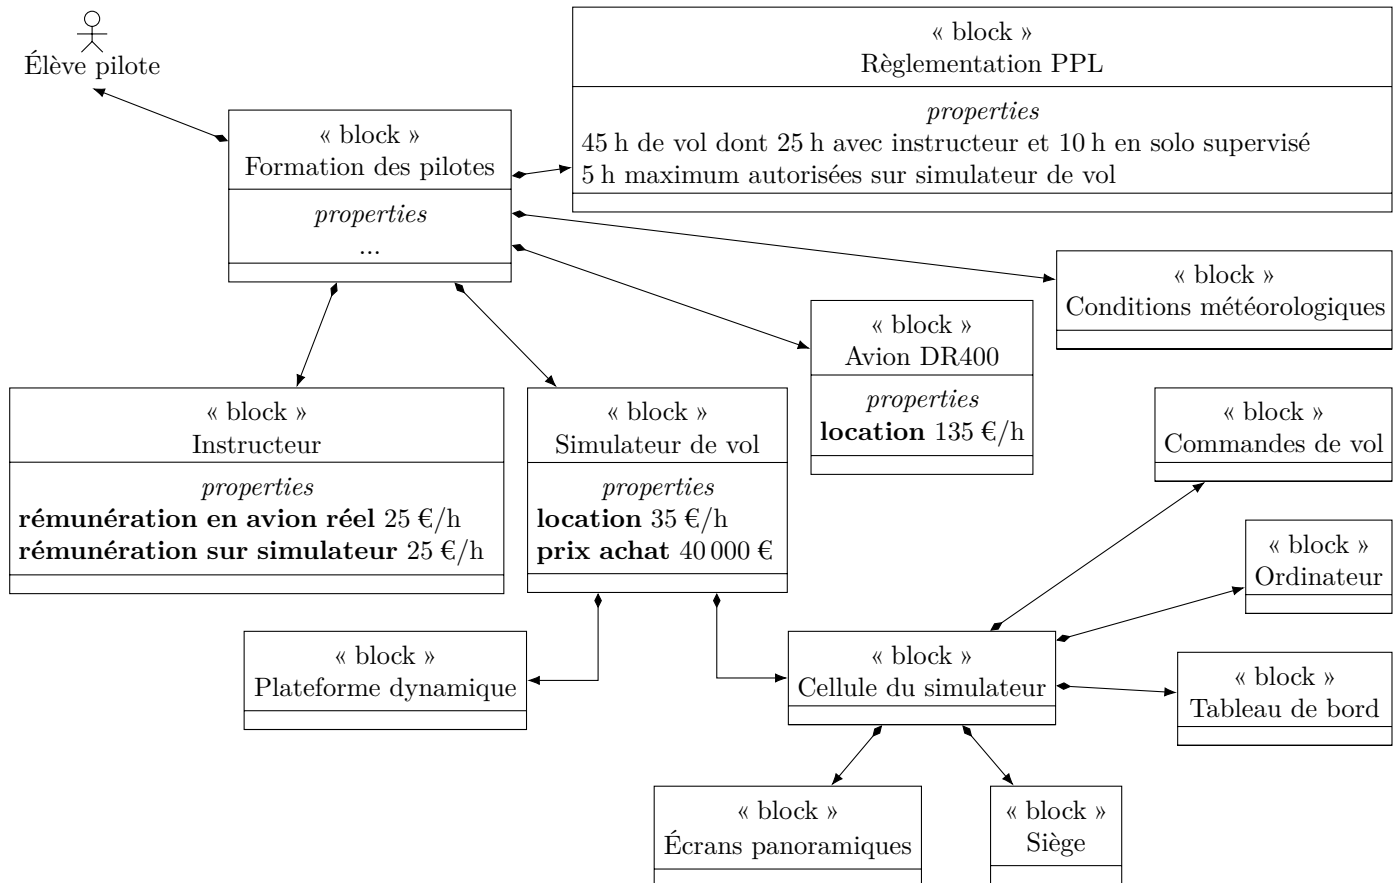 Élève pilote
« block »
Règlementation PPL
properties
45 h de vol dont 25 h avec instructeur et 10 h en solo supervisé
5 h maximum autorisées sur simulateur de vol
« block »
Formation des pilotes
properties
...
« block »
Conditions météorologiques
« block »
Avion DR400
properties
location 135 €/h
« block »
Instructeur
properties
rémunération en avion réel 25 €/h
rémunération sur simulateur 25 €/h
« block »
Simulateur de vol
properties
location 35 €/h
prix achat 40 000 €
« block »
Commandes de vol
« block »
Ordinateur
« block »
Plateforme dynamique
« block »
Cellule du simulateur
« block »
Tableau de bord
« block »
Écrans panoramiques
« block »
Siège